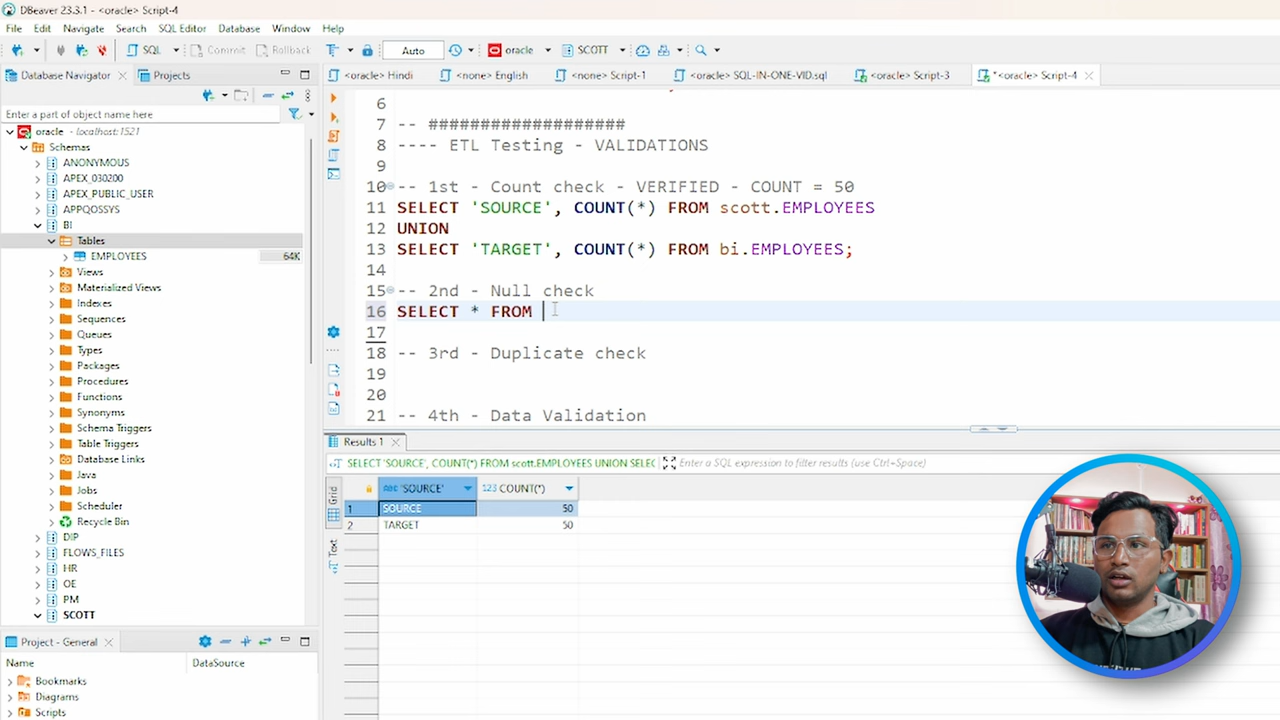 DBeaver 23.3.1 - <oracle> Script-4
File Edit Navigate Search SQL Editor Database Window Help
SQL Commit Rollback Auto oracle SCOTT
Database Navigator Projects
<oracle> Hindi <none> English <none> Script-1 <oracle> SQL-IN-ONE-VID.sql <oracle> Script-3 *<oracle> Script-4
Enter a part of object name here
oracle - localhost:1521
Schemas
ANONYMOUS
APEX_030200
APEX_PUBLIC_USER
APPQOSSYS
BI
Tables
EMPLOYEES 64K
Views
Materialized Views
Indexes
Sequences
Queues
Types
Packages
Procedures
Functions
Synonyms
Schema Triggers
Table Triggers
Database Links
Java
Jobs
Scheduler
Recycle Bin
DIP
FLOWS_FILES
HR
OE
PM
SCOTT
Project - General
Name DataSource
Bookmarks
Diagrams
Scripts
6
7 -- ###################
8 ---- ETL Testing - VALIDATIONS
9
10 -- 1st - Count check - VERIFIED - COUNT = 50
11 SELECT 'SOURCE', COUNT(*) FROM scott.EMPLOYEES
12 UNION
13 SELECT 'TARGET', COUNT(*) FROM bi.EMPLOYEES;
14
15 -- 2nd - Null check
16 SELECT * FROM
17
18 -- 3rd - Duplicate check
19
20
21 -- 4th - Data Validation
Results 1
SELECT 'SOURCE', COUNT(*) FROM scott.EMPLOYEES UNION SELEC Enter a SQL expression to filter results (use Ctrl+Space)
Grid
Text
ABC 'SOURCE' 123 COUNT(*)
1 SOURCE 50
2 TARGET 50